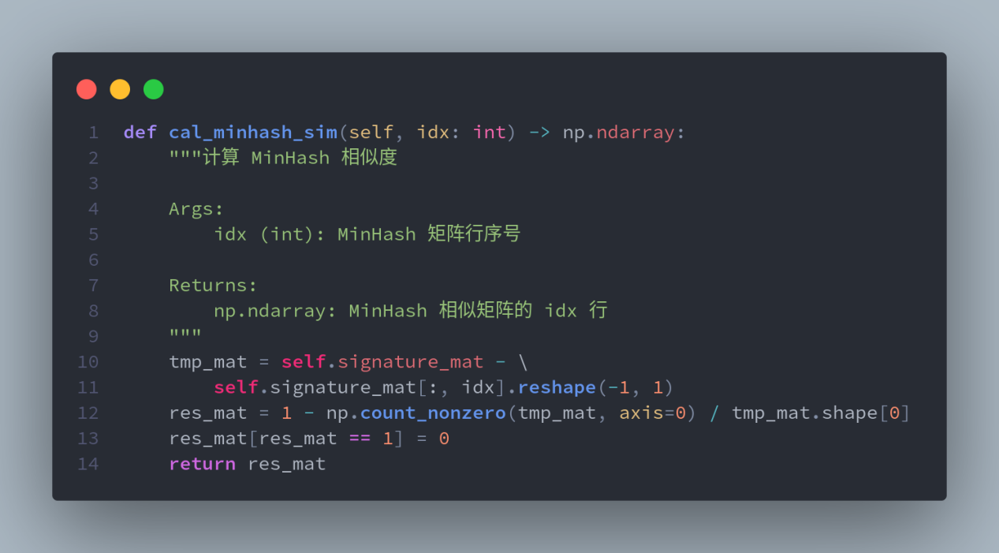 1 def cal_minhash_sim(self, idx: int) -> np.ndarray:
2     """计算 MinHash 相似度
3
4     Args:
5         idx (int): MinHash 矩阵行序号
6
7     Returns:
8         np.ndarray: MinHash 相似矩阵的 idx 行
9     """
10     tmp_mat = self.signature_mat - \
11         self.signature_mat[:, idx].reshape(-1, 1)
12     res_mat = 1 - np.count_nonzero(tmp_mat, axis=0) / tmp_mat.shape[0]
13     res_mat[res_mat == 1] = 0
14     return res_mat